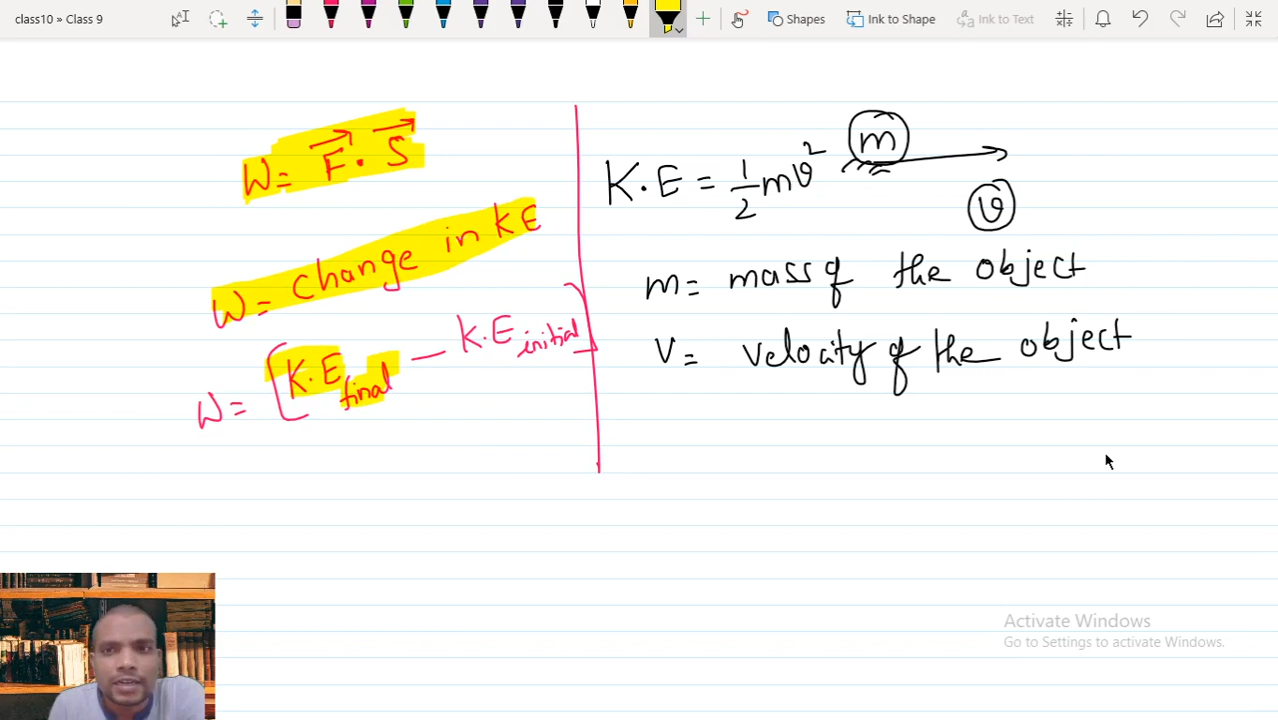 class10 » Class 9
Shapes
Ink to Shape
Ink to Text
W = F · S
W = change in KE
W = [K.E final — K.E initial]
K.E = 1/2 mv²
m
v
m = mass of the object
V = velocity of the object
Activate Windows
Go to Settings to activate Windows.